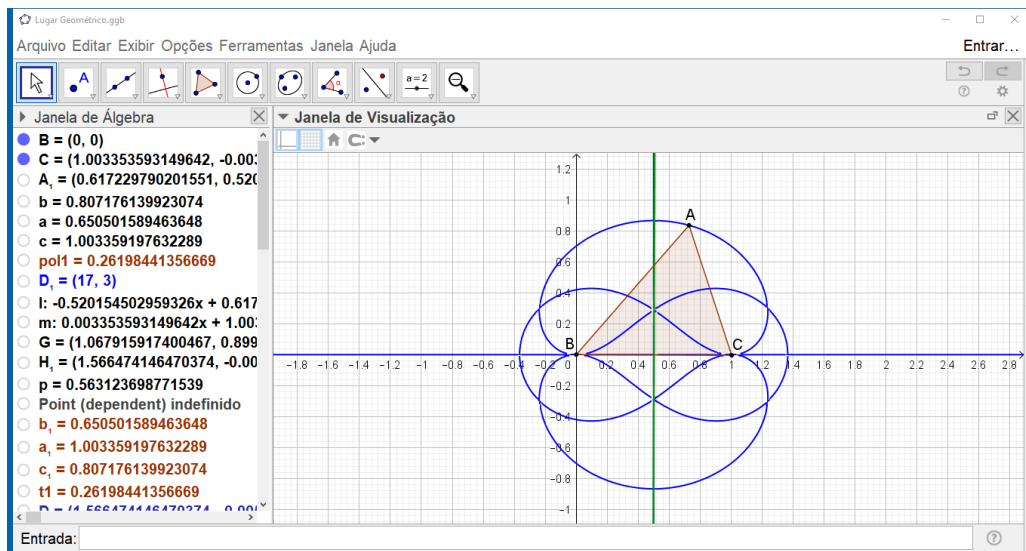 Lugar Geométrico.ggb
Arquivo Editar Exibir Opções Ferramentas Janela Ajuda
Entrar...
A
α
a=2
Janela de Álgebra
Janela de Visualização
B = (0, 0)
C = (1.003353593149642, -0.003
A₁ = (0.617229790201551, 0.520
b = 0.807176139923074
a = 0.650501589463648
c = 1.003359197632289
pol1 = 0.26198441356669
D₁ = (17, 3)
l: -0.520154502959326x + 0.617
m: 0.003353593149642x + 1.003
G = (1.067915917400467, 0.899
H₁ = (1.566474146470374, -0.00
p = 0.563123698771539
Point (dependent) indefinido
b₁ = 0.650501589463648
a₁ = 1.003359197632289
c₁ = 0.807176139923074
t1 = 0.26198441356669
D = (1.566474146470374, -0.00
1.2
1
A
0.8
0.6
0.4
0.2
B
C
-1.8 -1.6 -1.4 -1.2 -1 -0.8 -0.6 -0.4 -0.2 0 0.2 0.4 0.6 0.8 1 1.2 1.4 1.6 1.8 2 2.2 2.4 2.6 2.8
-0.2
-0.4
-0.6
-0.8
-1
Entrada: